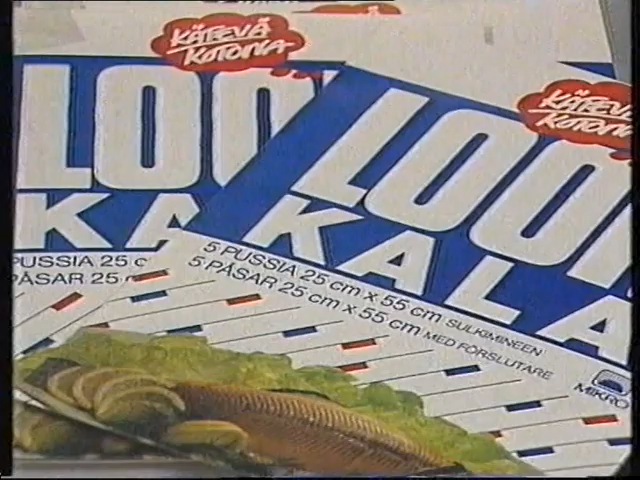 KÄTEVÄ
KOTONA
LOO
KA
PUSSIA 25 c
PÅSAR 25 c
KÄTEVÄ
KOTONA
LOO
KALA
5 PUSSIA 25 cm x 55 cm SULKIMINEEN
5 PÅSAR 25 cm x 55 cm MED FÖRSLUTARE
MIKRO